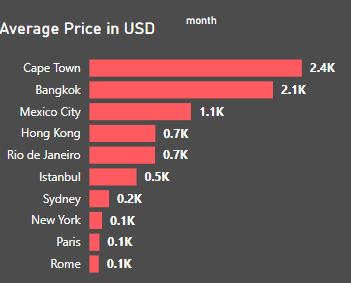 Average Price in USD
month
Cape Town 2.4K
Bangkok 2.1K
Mexico City 1.1K
Hong Kong 0.7K
Rio de Janeiro 0.7K
Istanbul 0.5K
Sydney 0.2K
New York 0.1K
Paris 0.1K
Rome 0.1K